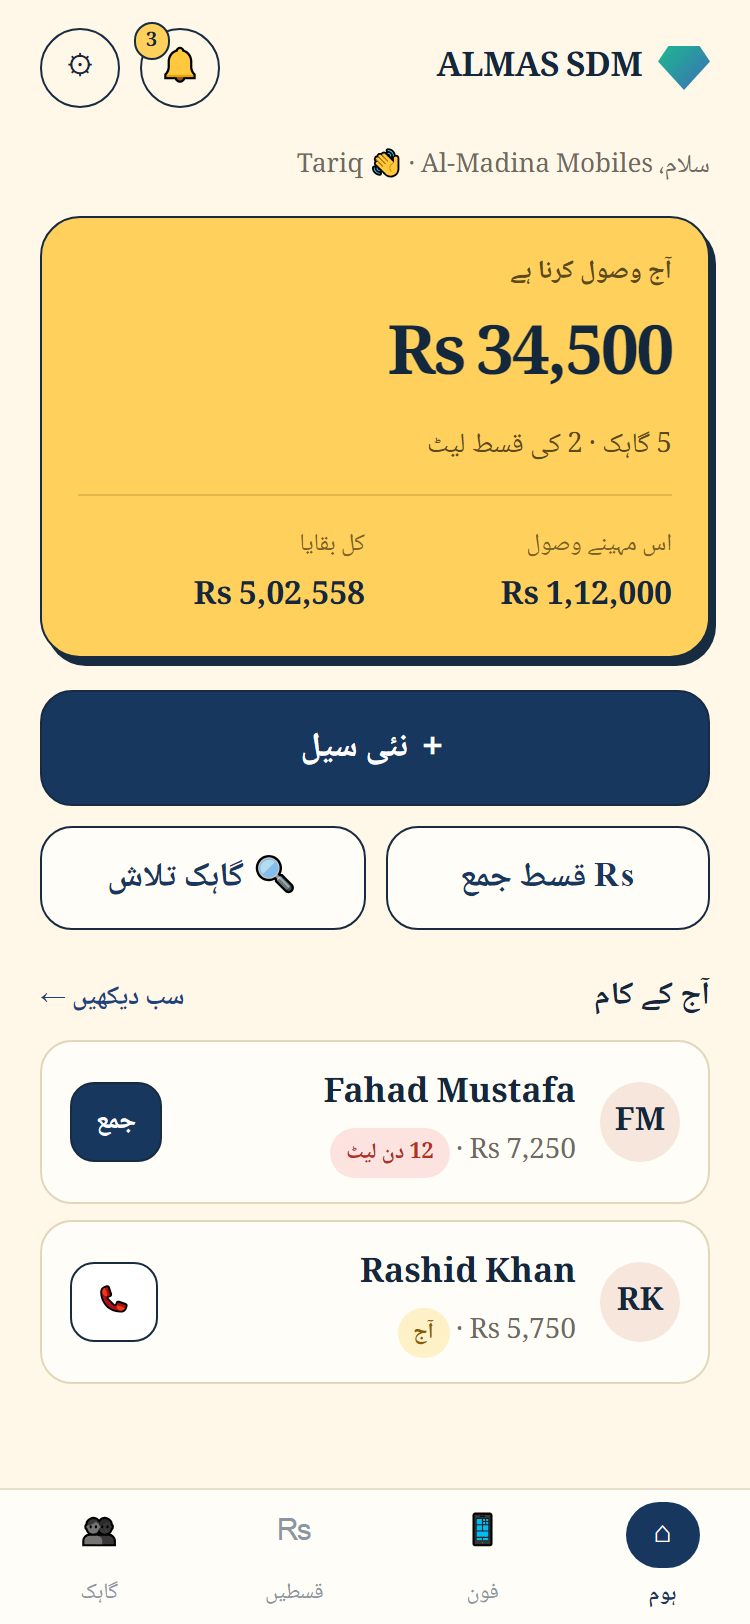 ALMAS SDM
3
سلام، Tariq 👋 · Al-Madina Mobiles
آج وصول کرنا ہے
Rs 34,500
5 گاہک · 2 کی قسط لیٹ
اس مہینے وصول
Rs 1,12,000
کل بقایا
Rs 5,02,558
+ نئی سیل
Rs قسط جمع
🔍 گاہک تلاش
آج کے کام
سب دیکھیں ←
FM
Fahad Mustafa
Rs 7,250 · 12 دن لیٹ
جمع
RK
Rashid Khan
Rs 5,750 · آج
ہوم
فون
Rs
قسطیں
گاہک